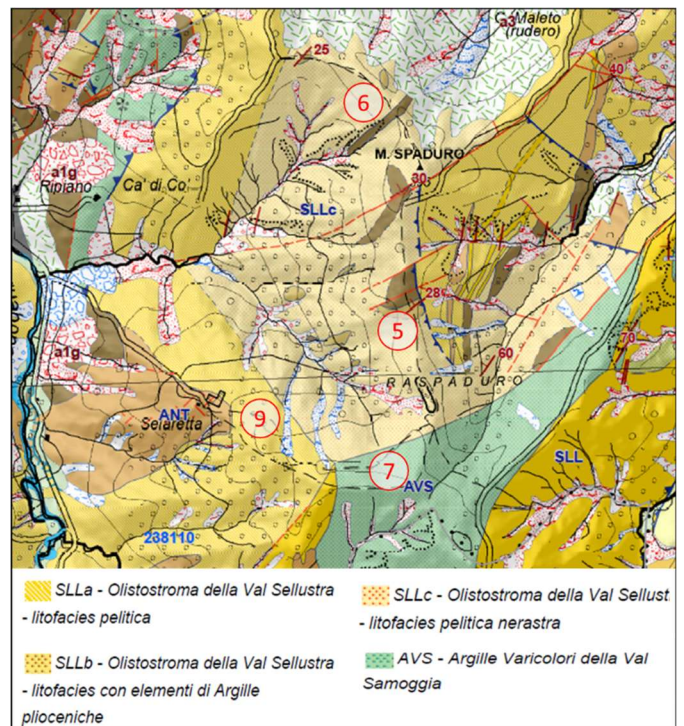 C. Maleto
a3
(rudero)
25
40
6
M. SPADURO
a1g
Ripiano
Ca' di Co
30
SLLc
28
5
a1g
60
70
RASPADURO
ANT
Selaretta
9
SLL
7
AVS
238110
SLLa - Olistostroma della Val Sellustra
- litofacies pelitica
SLLb - Olistostroma della Val Sellustra
- litofacies con elementi di Argille
plioceniche
SLLc - Olistostroma della Val Sellust
- litofacies pelitica nerastra
AVS - Argille Varicolori della Val
Samoggia